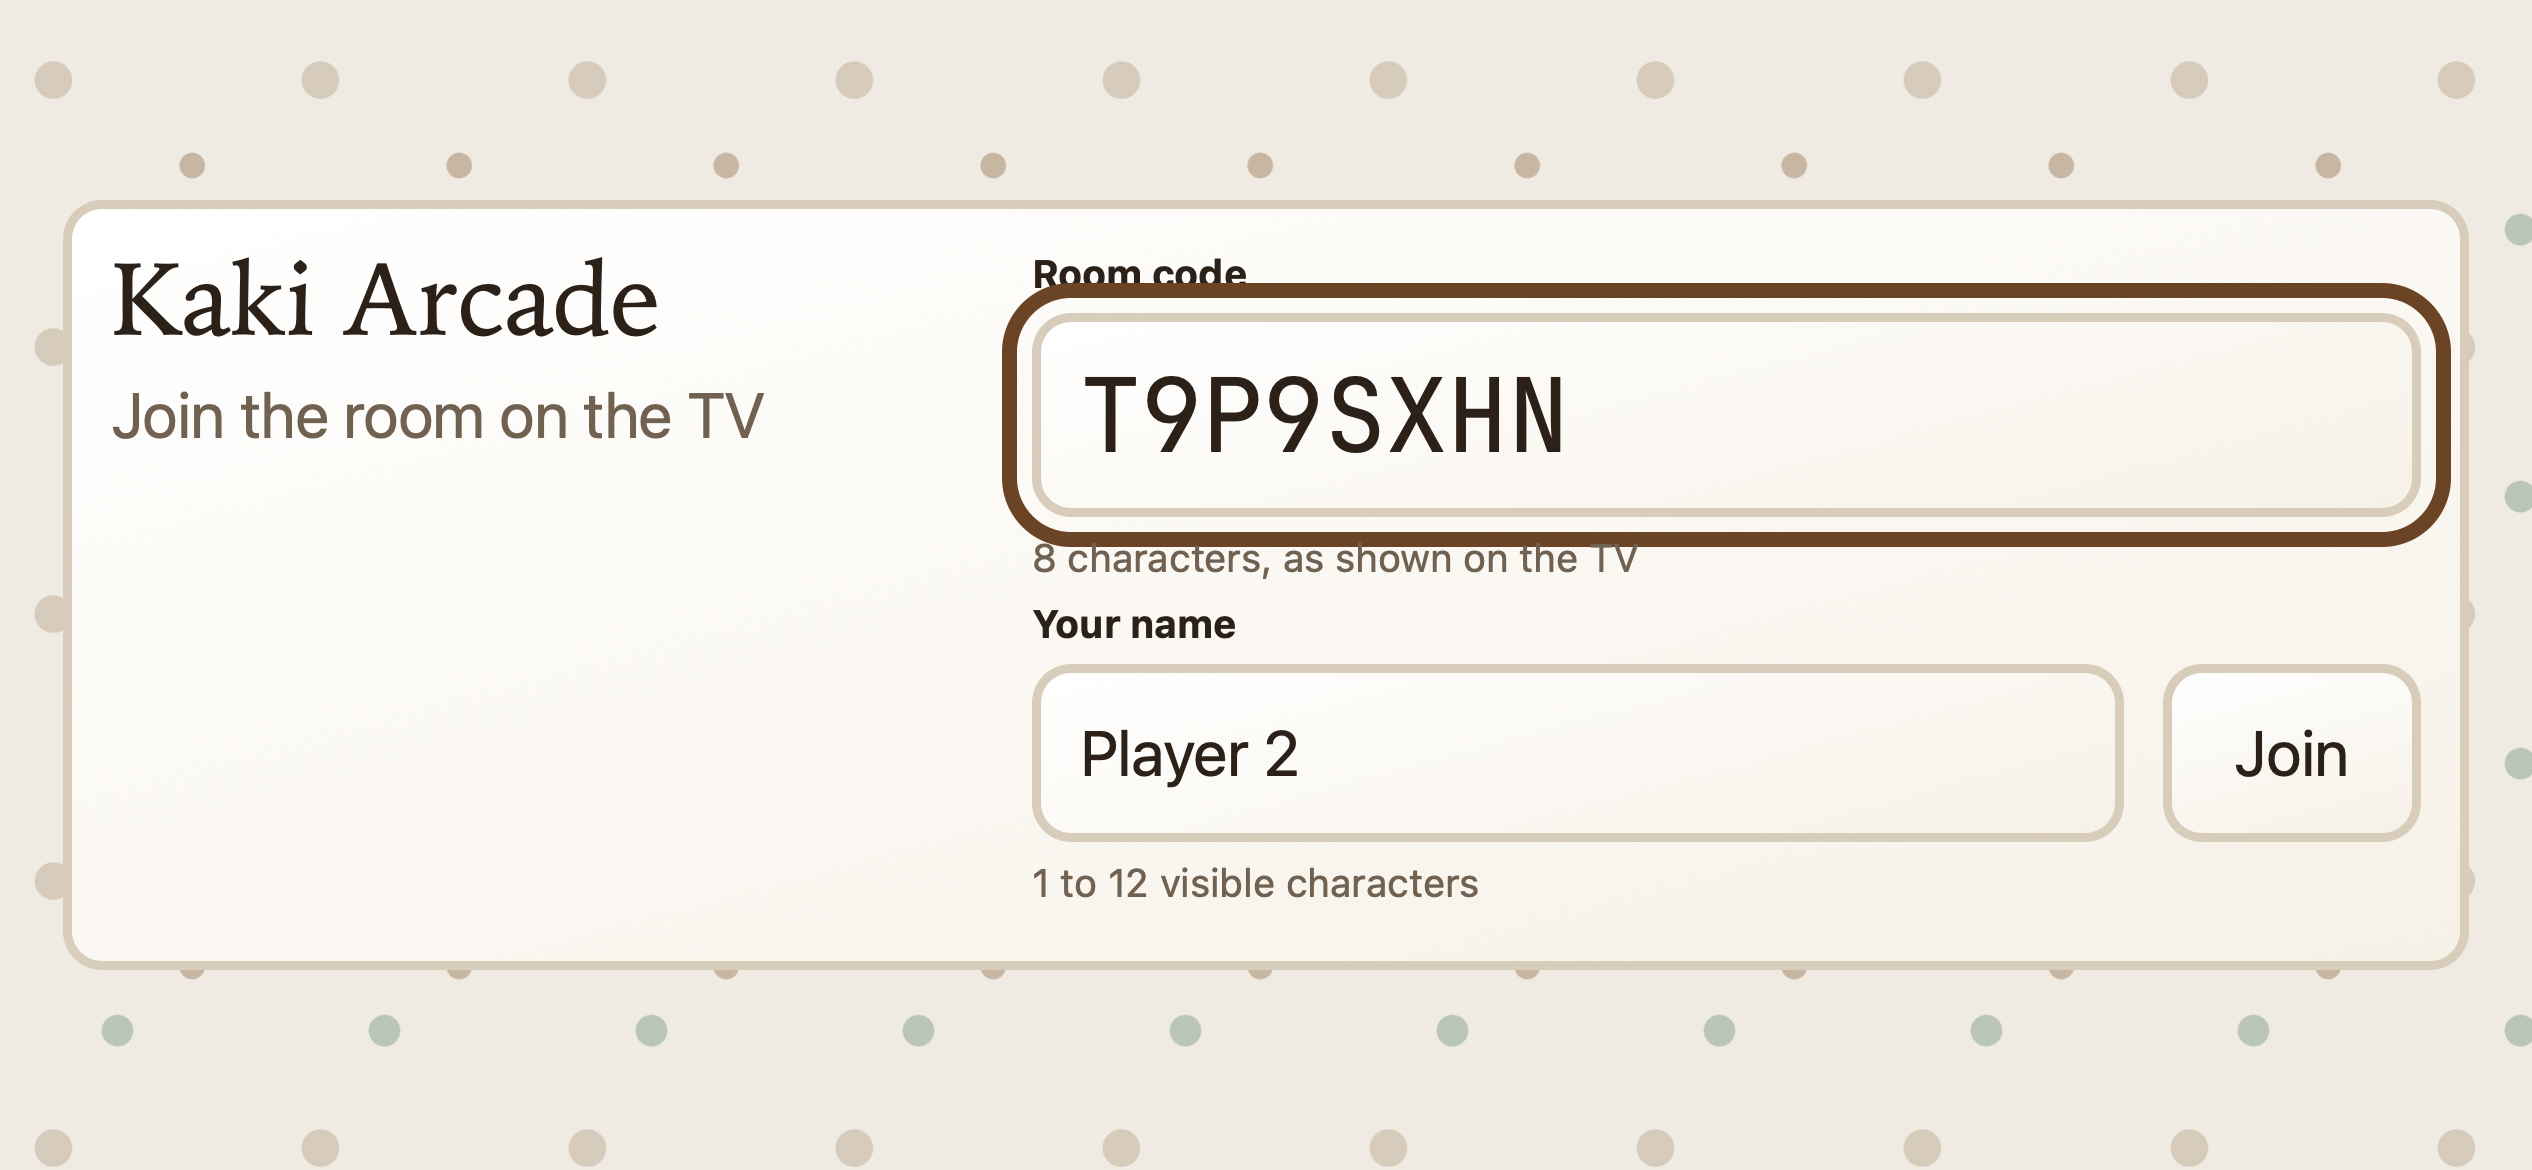 Kaki Arcade
Join the room on the TV
Room code
T9P9SXHN
8 characters, as shown on the TV
Your name
Player 2
Join
1 to 12 visible characters